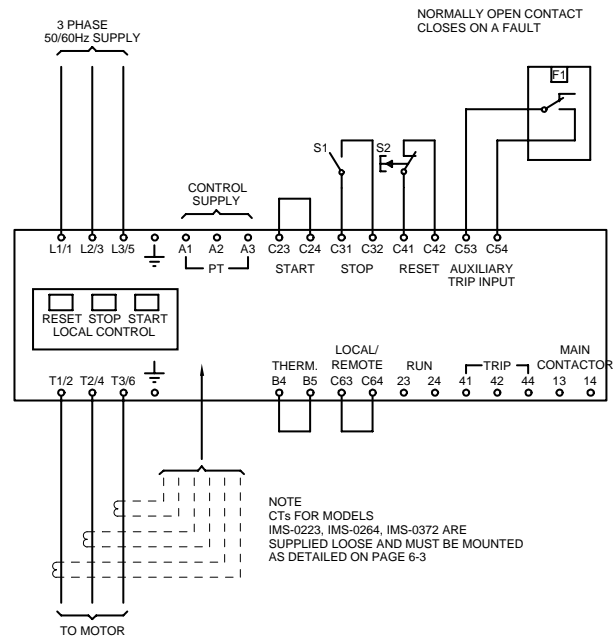 3 PHASE
50/60Hz SUPPLY
NORMALLY OPEN CONTACT
CLOSES ON A FAULT
F1
S1
S2
CONTROL
SUPPLY
L1/1 L2/3 L3/5 A1 A2 A3 C23 C24 C31 C32 C41 C42 C53 C54
PT START STOP RESET AUXILIARY
TRIP INPUT
RESET STOP START
LOCAL CONTROL
THERM. LOCAL/
REMOTE RUN TRIP MAIN
CONTACTOR
T1/2 T2/4 T3/6 B4 B5 C63 C64 23 24 41 42 44 13 14
NOTE
CTs FOR MODELS
IMS-0223, IMS-0264, IMS-0372 ARE
SUPPLIED LOOSE AND MUST BE MOUNTED
AS DETAILED ON PAGE 6-3
TO MOTOR